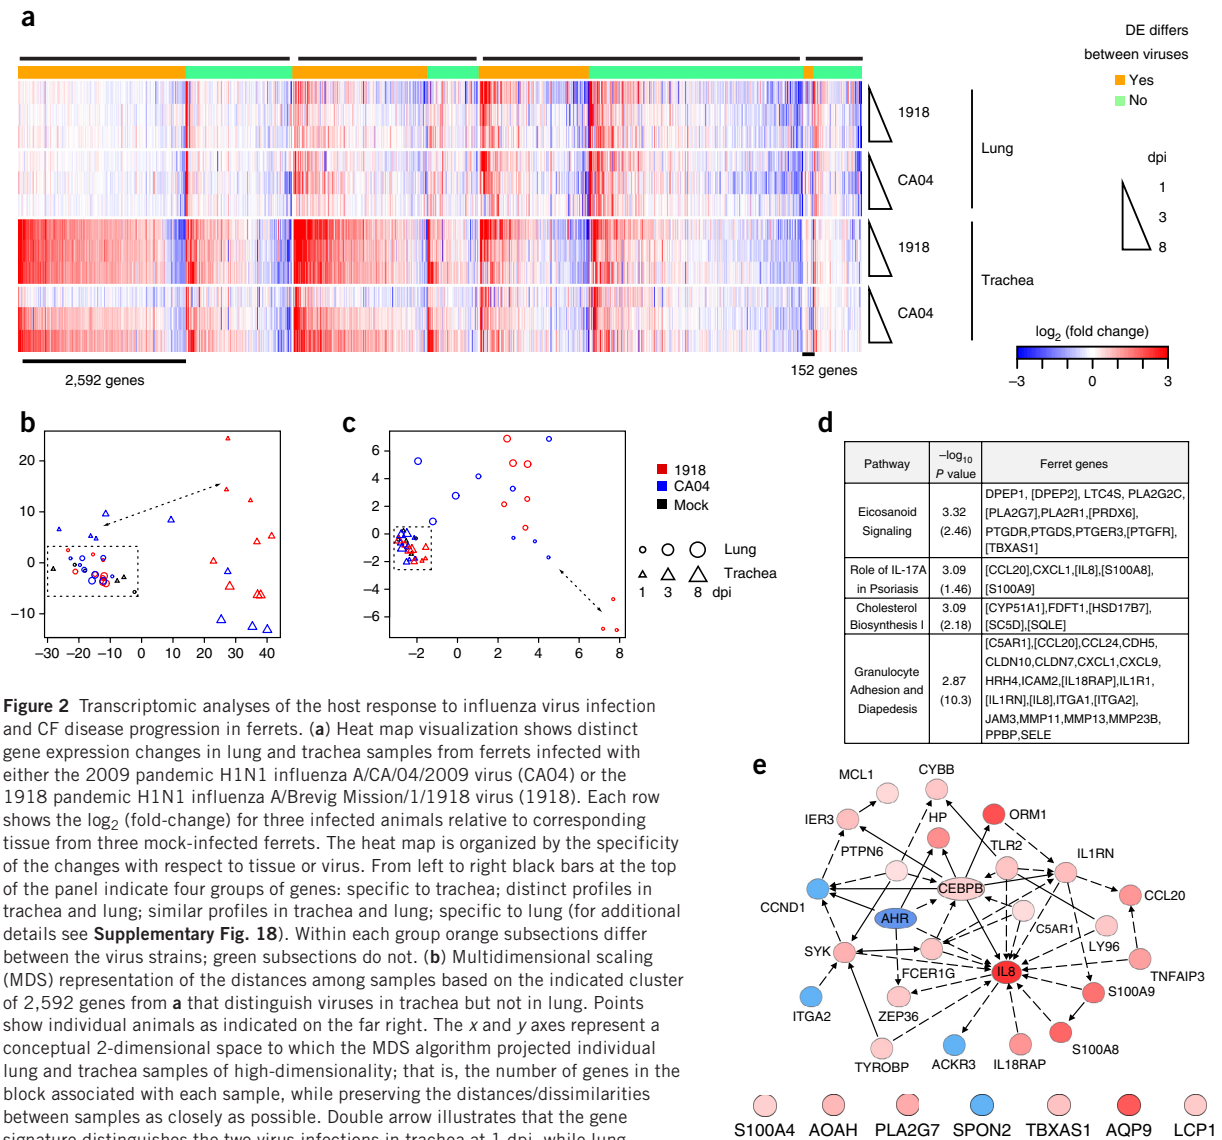 a
DE differs
between viruses
Yes
No
1918
CA04
Lung
1918
CA04
Trachea
dpi
1
3
8
log2 (fold change)
–3 0 3
2,592 genes
152 genes
b
20
10
0
–10
–30 –20 –10 0 10 20 30 40
c
6
4
2
0
–2
–4
–6
–2 0 2 4 6 8
1918
CA04
Mock
Lung
Trachea
1 3 8 dpi
d
Pathway
–log10
P value
Ferret genes
Eicosanoid
Signaling
3.32
(2.46)
DPEP1, [DPEP2], LTC4S, PLA2G2C,
[PLA2G7],PLA2R1,[PRDX6],
PTGDR,PTGDS,PTGER3,[PTGFR],
[TBXAS1]
Role of IL-17A
in Psoriasis
3.09
(1.46)
[CCL20],CXCL1,[IL8],[S100A8],
[S100A9]
Cholesterol
Biosynthesis I
3.09
(2.18)
[CYP51A1],FDFT1,[HSD17B7],
[SC5D],[SQLE]
Granulocyte
Adhesion and
Diapedesis
2.87
(10.3)
[C5AR1],[CCL20],CCL24,CDH5,
CLDN10,CLDN7,CXCL1,CXCL9,
HRH4,ICAM2,[IL18RAP],IL1R1,
[IL1RN],[IL8],ITGA1,[ITGA2],
JAM3,MMP11,MMP13,MMP23B,
PPBP,SELE
e
MCL1
CYBB
IER3
HP
ORM1
PTPN6
TLR2
IL1RN
CEBPB
CCL20
CCND1
AHR
C5AR1
LY96
SYK
FCER1G
IL8
TNFAIP3
S100A9
ITGA2
ZEP36
S100A8
TYROBP
ACKR3
IL18RAP
S100A4 AOAH PLA2G7 SPON2 TBXAS1 AQP9 LCP1
Figure 2 Transcriptomic analyses of the host response to influenza virus infection
and CF disease progression in ferrets. (a) Heat map visualization shows distinct
gene expression changes in lung and trachea samples from ferrets infected with
either the 2009 pandemic H1N1 influenza A/CA/04/2009 virus (CA04) or the
1918 pandemic H1N1 influenza A/Brevig Mission/1/1918 virus (1918). Each row
shows the log2 (fold-change) for three infected animals relative to corresponding
tissue from three mock-infected ferrets. The heat map is organized by the specificity
of the changes with respect to tissue or virus. From left to right black bars at the top
of the panel indicate four groups of genes: specific to trachea; distinct profiles in
trachea and lung; similar profiles in trachea and lung; specific to lung (for additional
details see Supplementary Fig. 18). Within each group orange subsections differ
between the virus strains; green subsections do not. (b) Multidimensional scaling
(MDS) representation of the distances among samples based on the indicated cluster
of 2,592 genes from a that distinguish viruses in trachea but not in lung. Points
show individual animals as indicated on the far right. The x and y axes represent a
conceptual 2-dimensional space to which the MDS algorithm projected individual
lung and trachea samples of high-dimensionality; that is, the number of genes in the
block associated with each sample, while preserving the distances/dissimilarities
between samples as closely as possible. Double arrow illustrates that the gene
signature distinguishes the two virus infections in trachea at 1 dpi, while lung